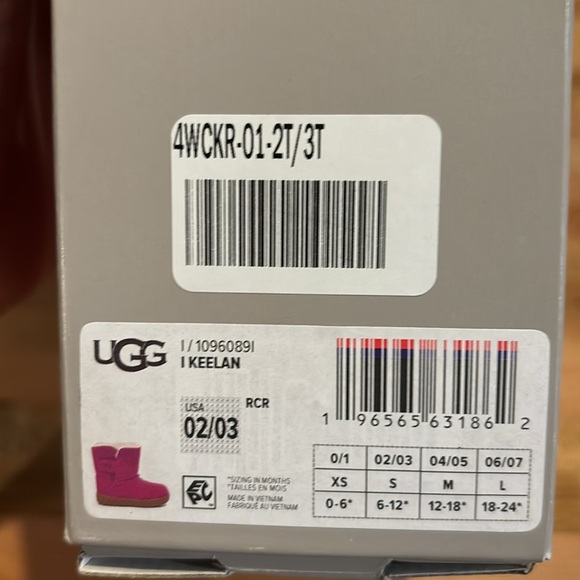 4WCKR-01-2T/3T
UGG
I / 1096089I
I KEELAN
USA
02/03
RCR
1 96565 63186 2
*SIZING IN MONTHS
*TAILLES EN MOIS
MADE IN VIETNAM
FABRIQUÉ AU VIETNAM
0/1 02/03 04/05 06/07
XS S M L
0-6* 6-12* 12-18* 18-24*